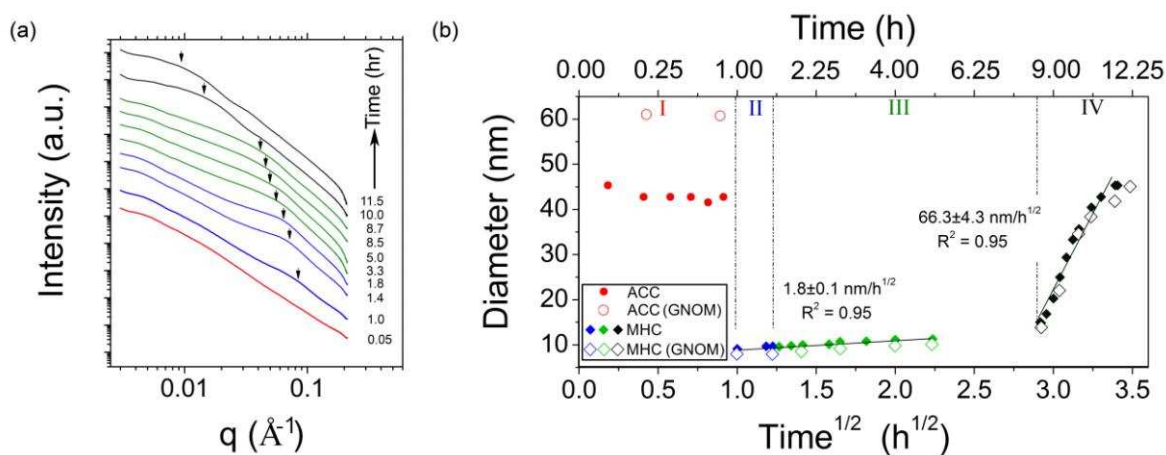 (a)
Intensity (a.u.)
Time (hr)
11.5
10.0
8.7
8.5
5.0
3.3
1.8
1.4
1.0
0.05
0.01
0.1
q (Å⁻¹)
(b)
Time (h)
0.00 0.25 1.00 2.25 4.00 6.25 9.00 12.25
I II III IV
Diameter (nm)
60
50
40
30
20
10
66.3±4.3 nm/h^1/2
R² = 0.95
1.8±0.1 nm/h^1/2
R² = 0.95
ACC
ACC (GNOM)
MHC
MHC (GNOM)
0.0 0.5 1.0 1.5 2.0 2.5 3.0 3.5
Time^1/2 (h^1/2)